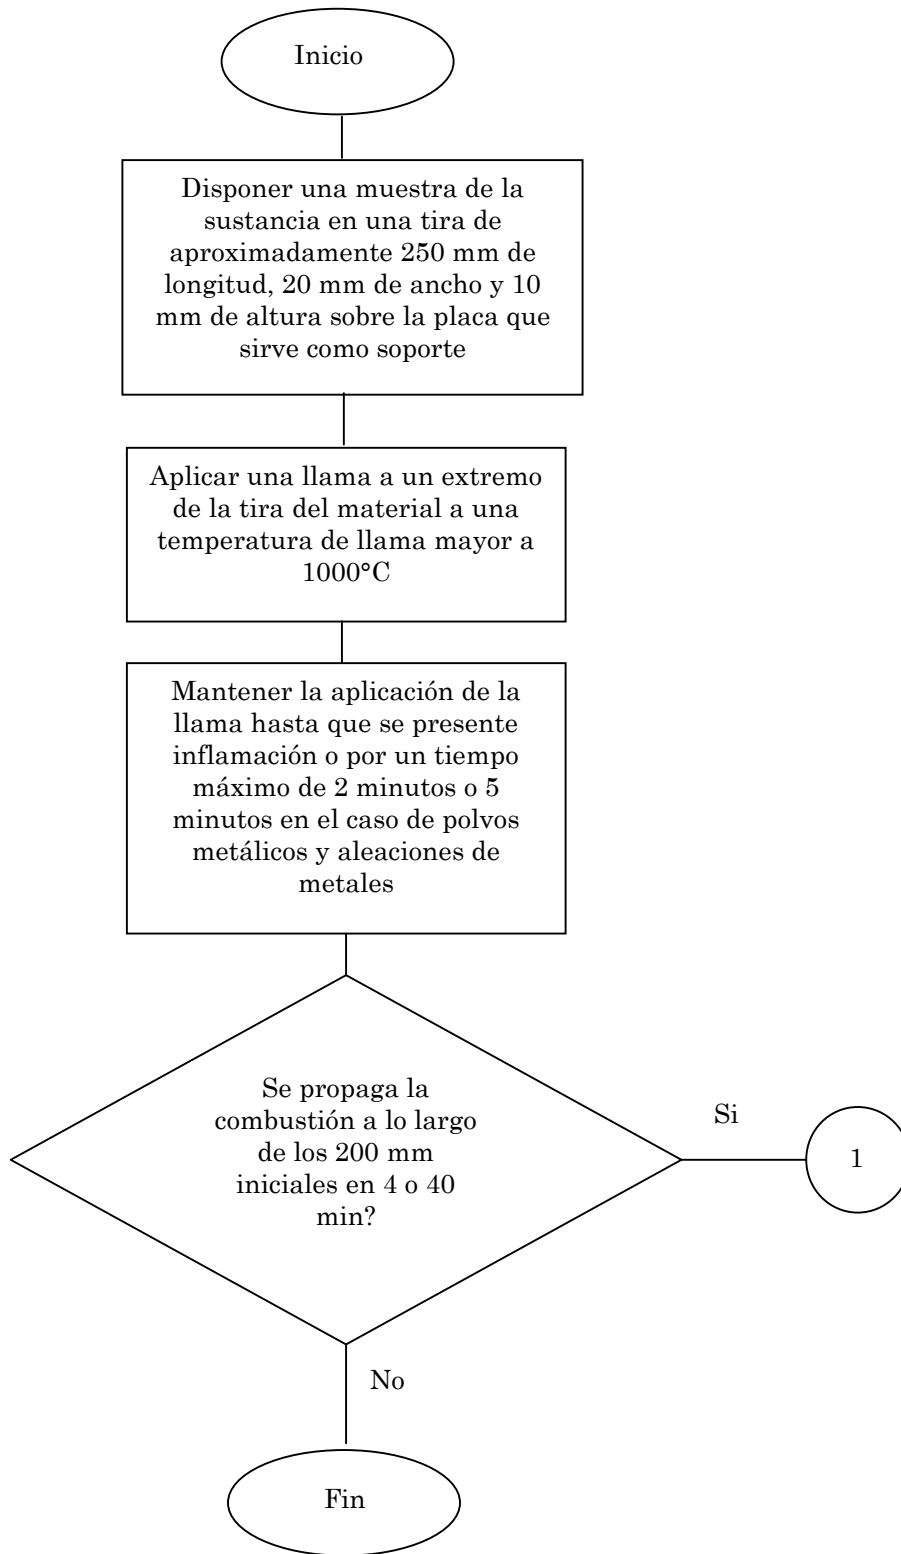 Inicio
Disponer una muestra de la
sustancia en una tira de
aproximadamente 250 mm de
longitud, 20 mm de ancho y 10
mm de altura sobre la placa que
sirve como soporte
Aplicar una llama a un extremo
de la tira del material a una
temperatura de llama mayor a
1000°C
Mantener la aplicación de la
llama hasta que se presente
inflamación o por un tiempo
máximo de 2 minutos o 5
minutos en el caso de polvos
metálicos y aleaciones de
metales
Se propaga la
combustión a lo largo
de los 200 mm
iniciales en 4 o 40
min?
Si
1
No
Fin